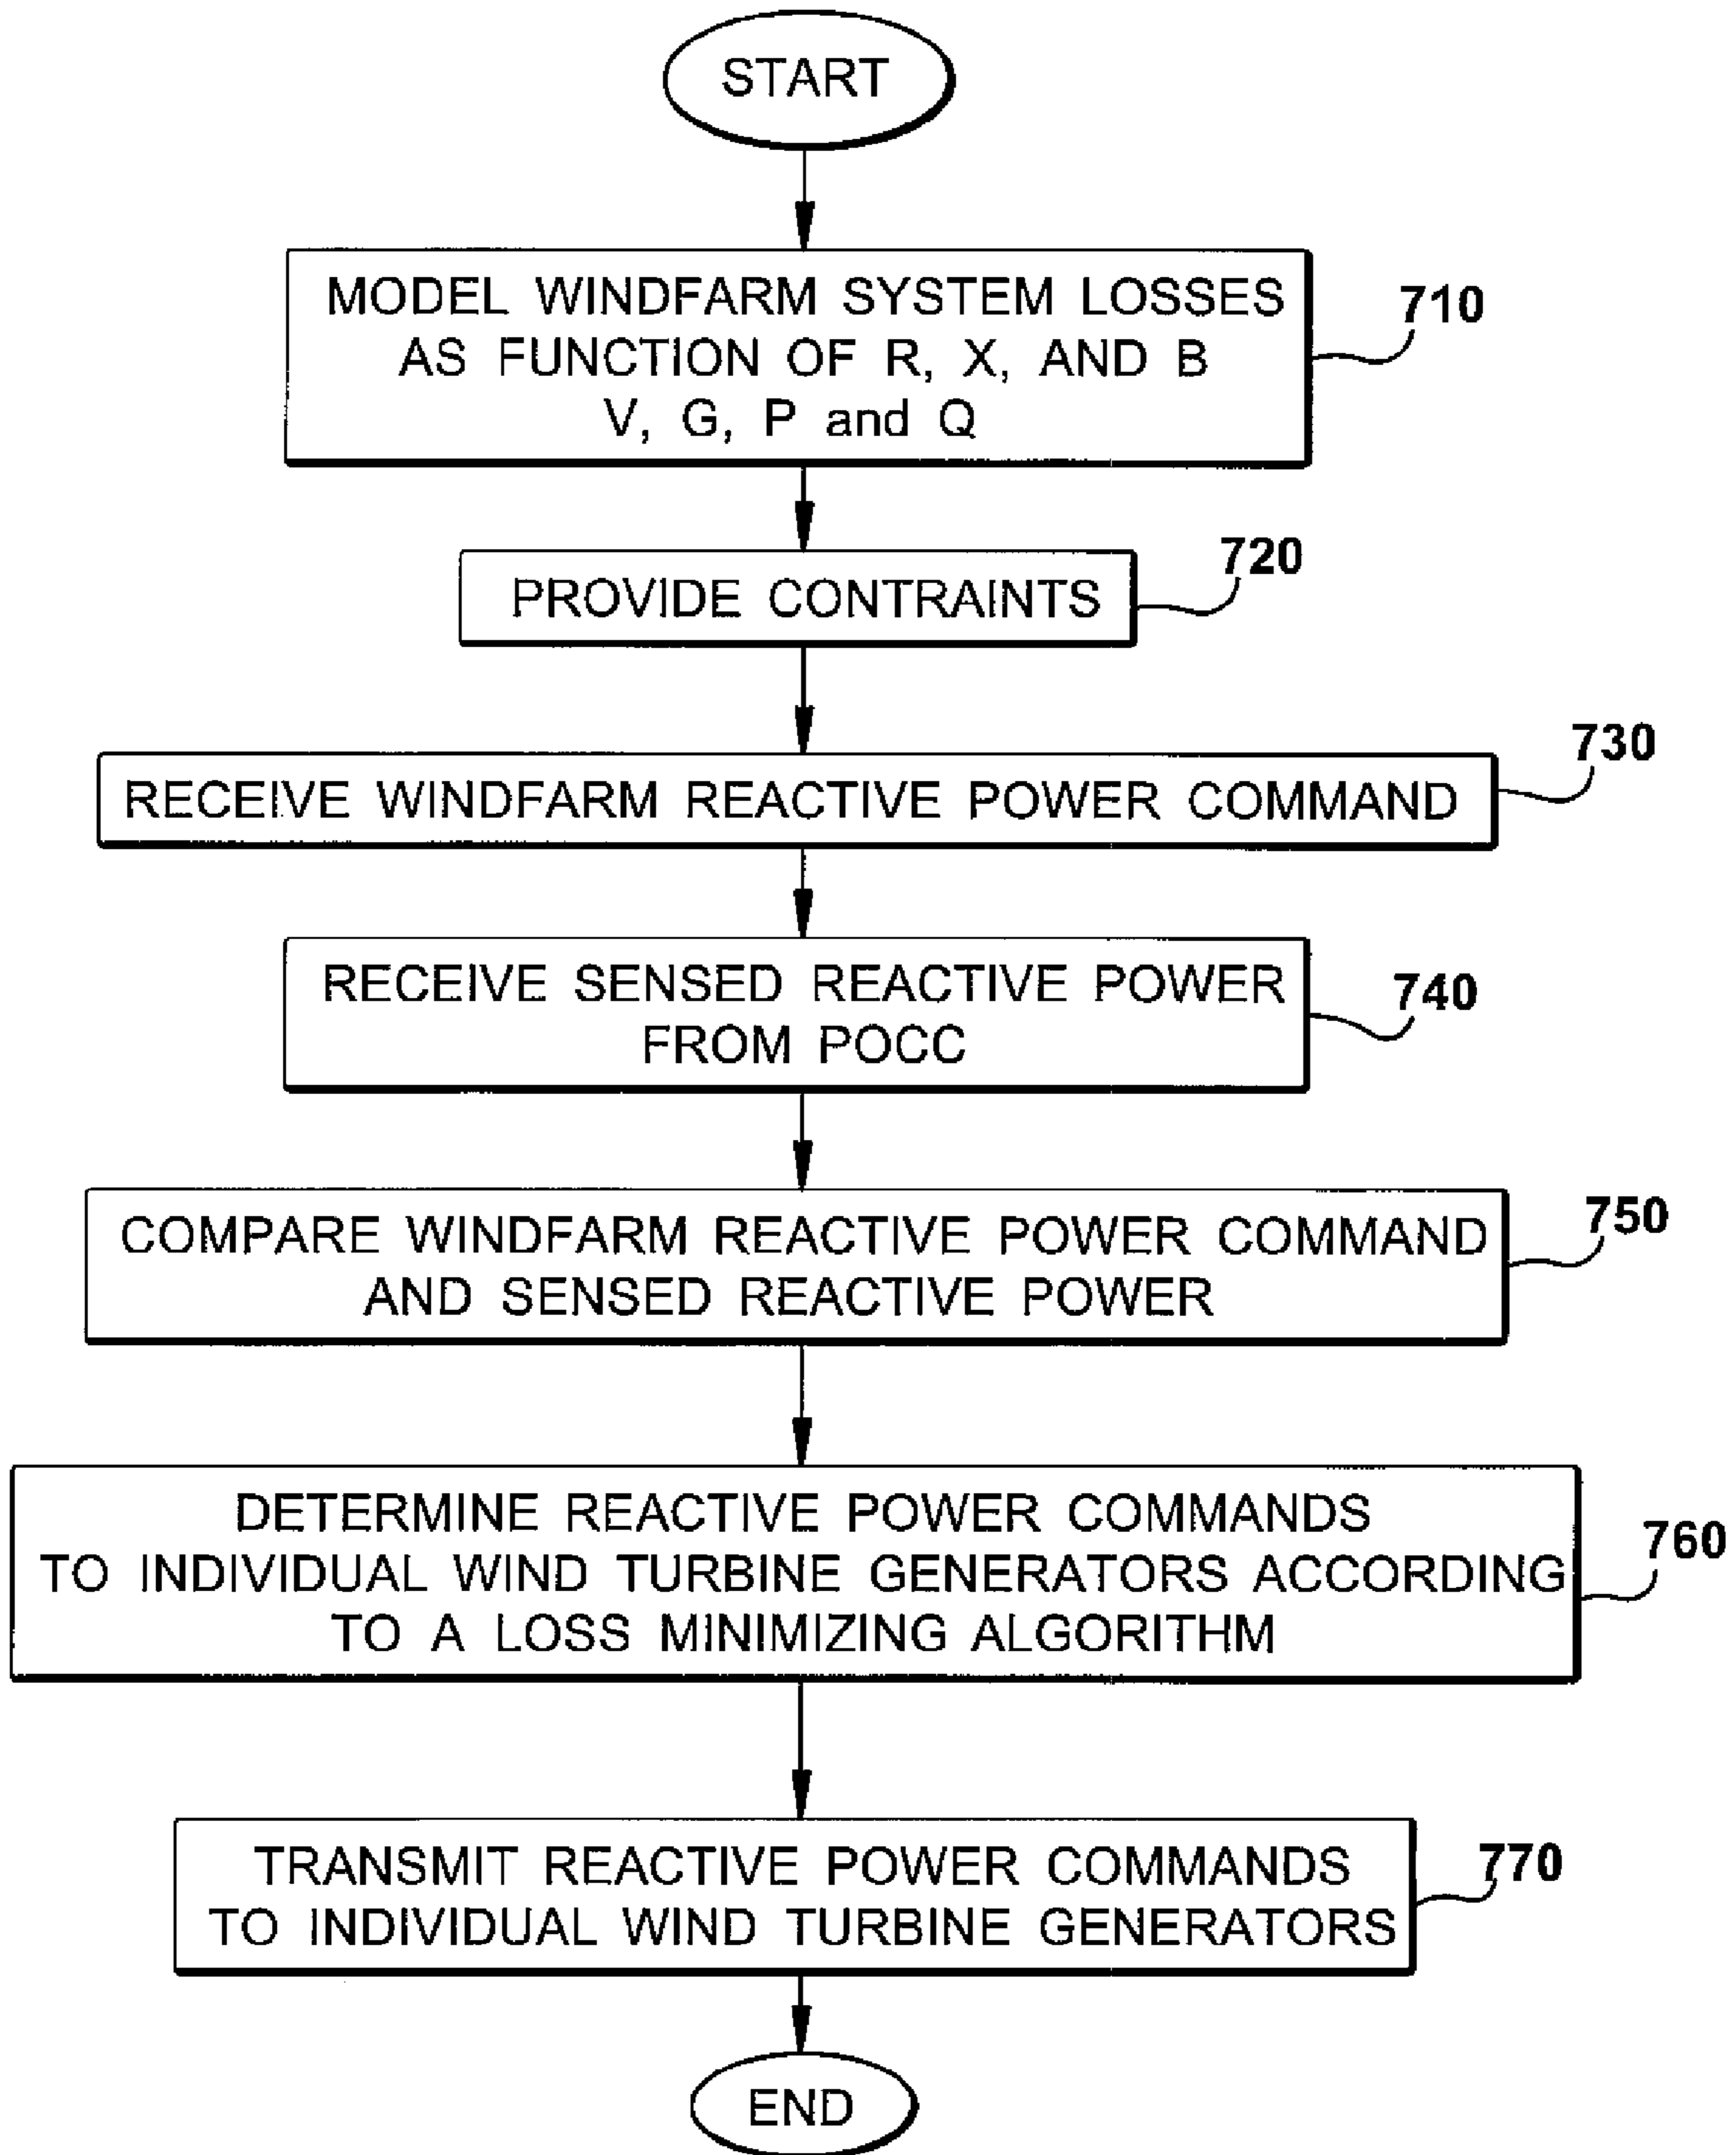 START
MODEL WINDFARM SYSTEM LOSSES
AS FUNCTION OF R, X, AND B
V, G, P and Q
710
PROVIDE CONTRAINTS
720
RECEIVE WINDFARM REACTIVE POWER COMMAND
730
RECEIVE SENSED REACTIVE POWER
FROM POCC
740
COMPARE WINDFARM REACTIVE POWER COMMAND
AND SENSED REACTIVE POWER
750
DETERMINE REACTIVE POWER COMMANDS
TO INDIVIDUAL WIND TURBINE GENERATORS ACCORDING
TO A LOSS MINIMIZING ALGORITHM
760
TRANSMIT REACTIVE POWER COMMANDS
TO INDIVIDUAL WIND TURBINE GENERATORS
770
END